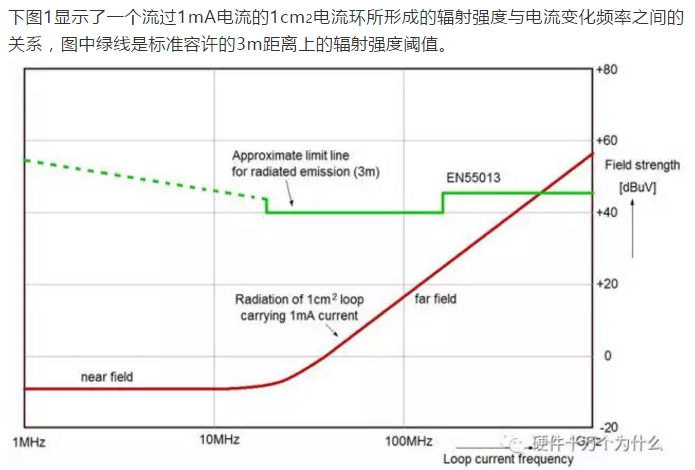 下图1显示了一个流过1mA电流的1cm2电流环所形成的辐射强度与电流变化频率之间的
关系，图中绿线是标准容许的3m距离上的辐射强度阈值。
+80
+60
Approximate limit line
for radiated emission (3m)
EN55013
Field strength
[dBuV]
+40
+20
Radiation of 1cm2 loop
carrying 1mA current
far field
0
near field
-20
1MHz
10MHz
100MHz
GHz
硬件十万个为什么
Loop current frequency